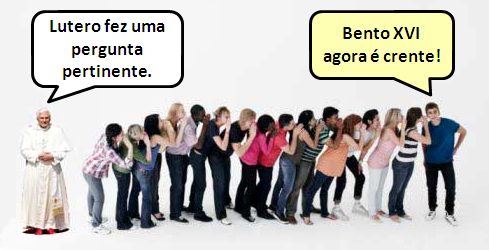 Lutero fez uma
pergunta
pertinente.
Bento XVI
agora é crente!